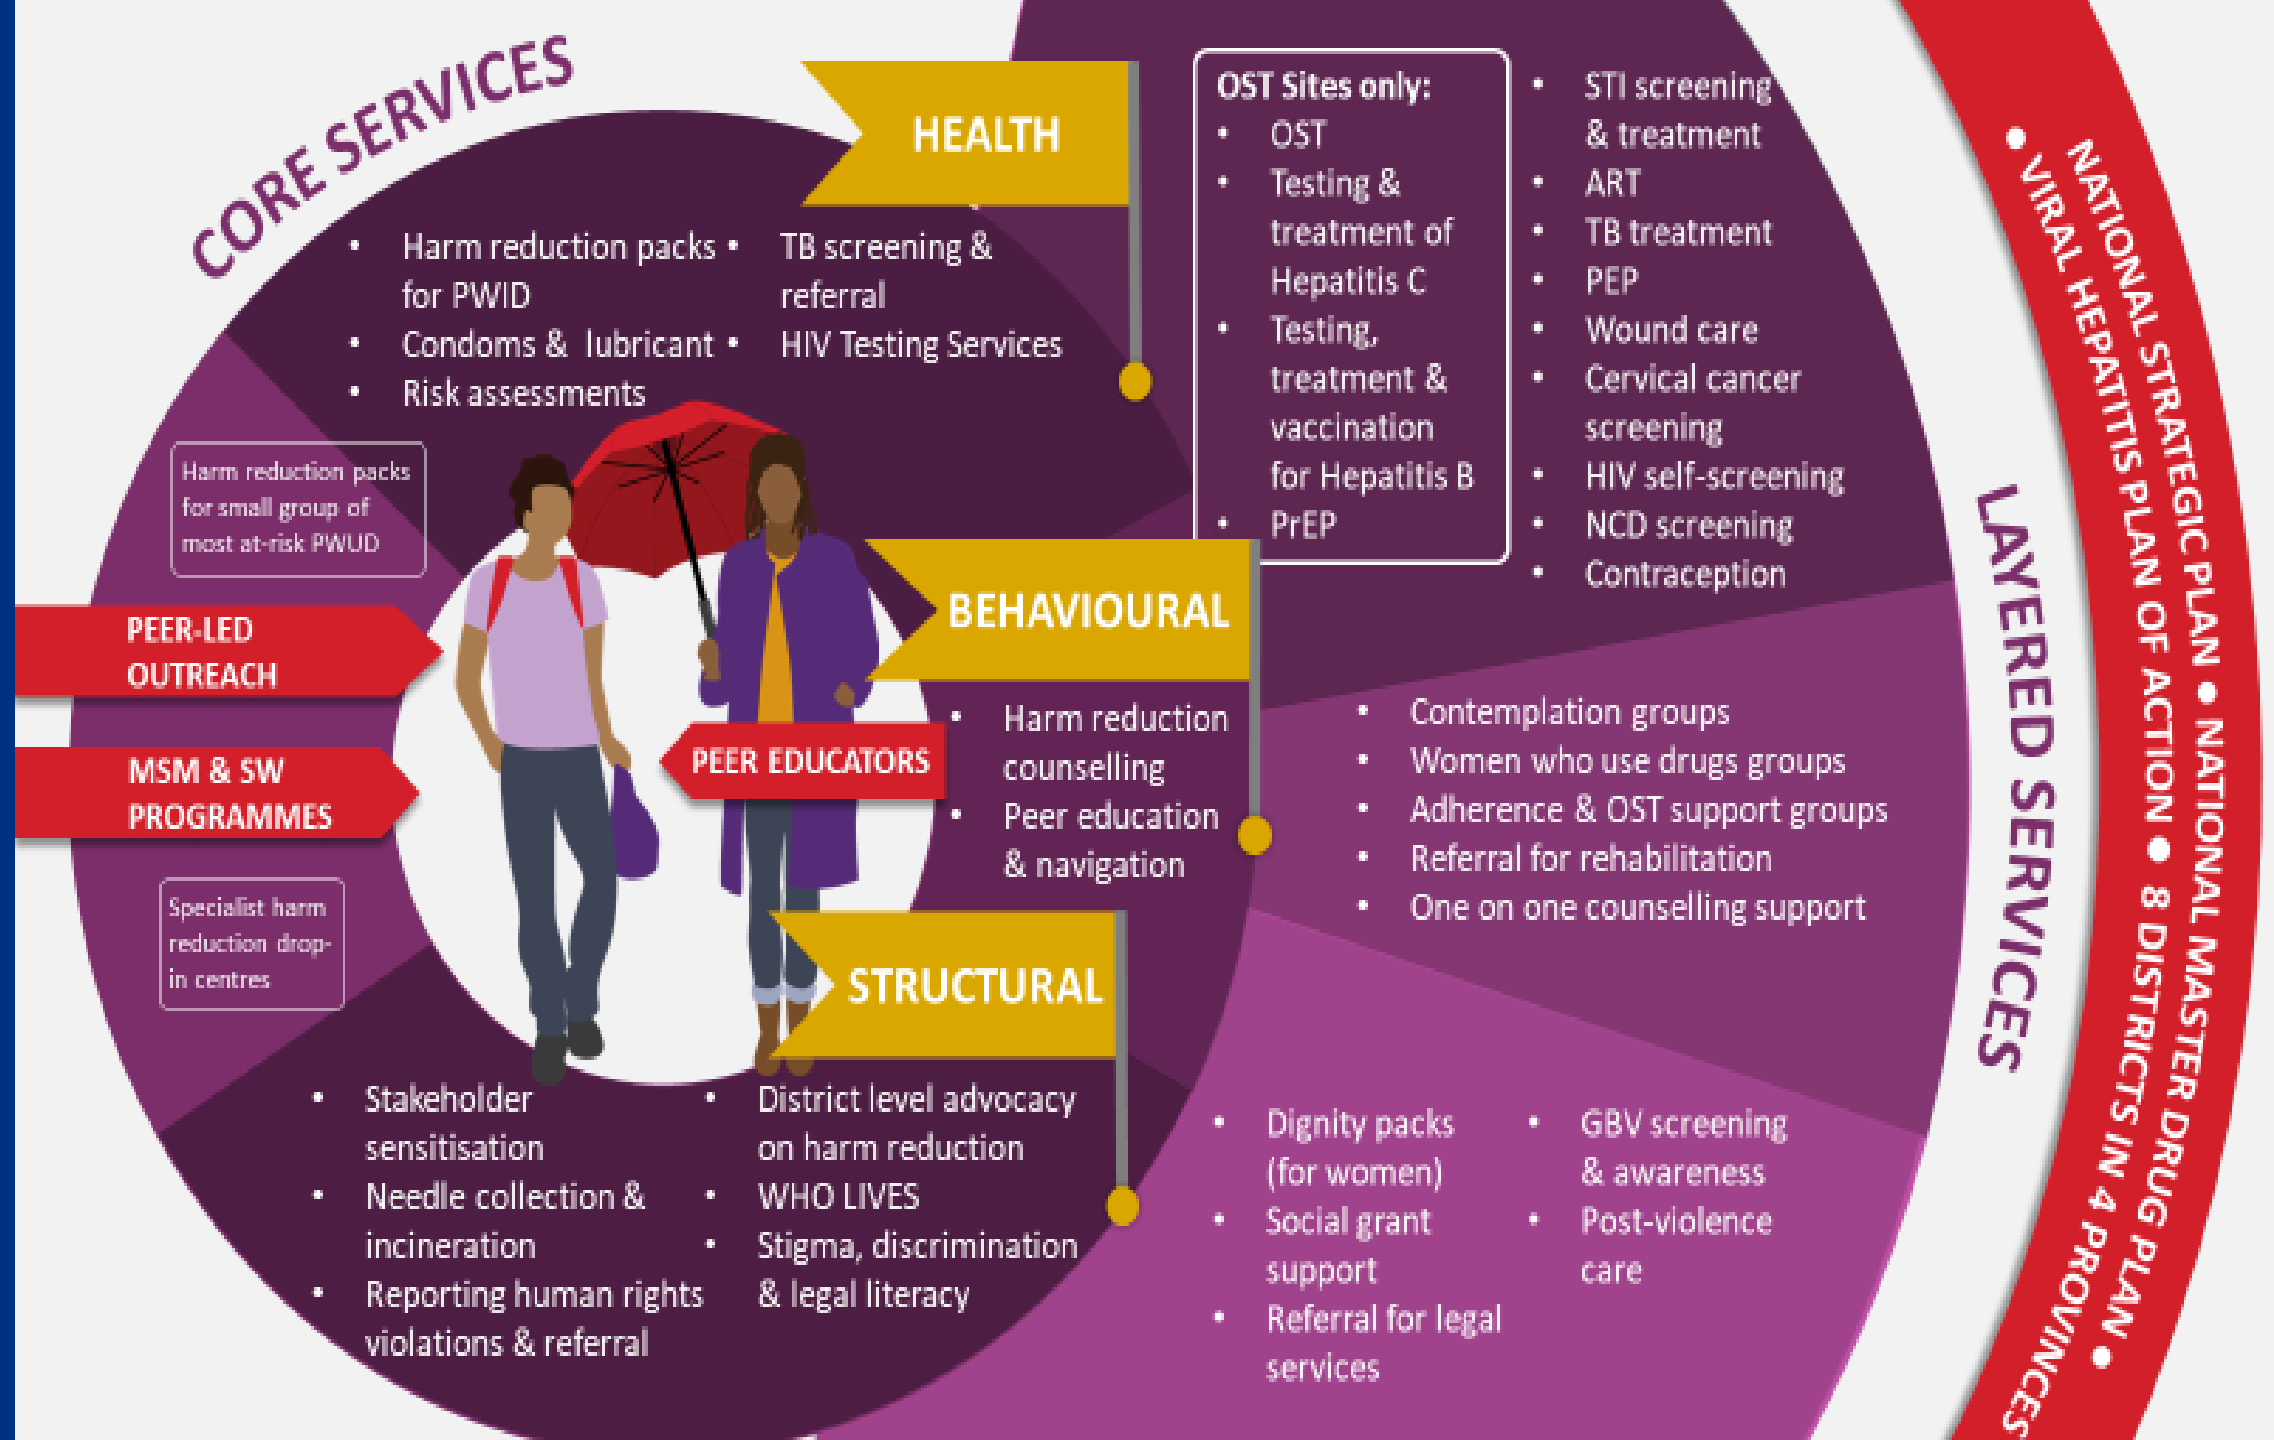 CORE SERVICES
HEALTH
• Harm reduction packs
for PWID
• Condoms & lubricant
• Risk assessments
• TB screening &
referral
• HIV Testing Services
OST Sites only:
• OST
• Testing &
treatment of
Hepatitis C
• Testing,
treatment &
vaccination
for Hepatitis B
• PrEP
• STI screening
& treatment
• ART
• TB treatment
• PEP
• Wound care
• Cervical cancer
screening
• HIV self-screening
• NCD screening
• Contraception
Harm reduction packs
for small group of
most at-risk PWUD
PEER-LED
OUTREACH
MSM & SW
PROGRAMMES
Specialist harm
reduction drop-
in centres
PEER EDUCATORS
BEHAVIOURAL
• Harm reduction
counselling
• Peer education
& navigation
• Contemplation groups
• Women who use drugs groups
• Adherence & OST support groups
• Referral for rehabilitation
• One on one counselling support
STRUCTURAL
• Stakeholder
sensitisation
• Needle collection &
incineration
• Reporting human rights
violations & referral
• District level advocacy
on harm reduction
• WHO LIVES
• Stigma, discrimination
& legal literacy
• Dignity packs
(for women)
• Social grant
support
• Referral for legal
services
• GBV screening
& awareness
• Post-violence
care
LAYERED SERVICES
NATIONAL STRATEGIC PLAN ● NATIONAL MASTER DRUG PLAN ●
● VIRAL HEPATITIS PLAN OF ACTION ● 8 DISTRICTS IN 4 PROVINCES